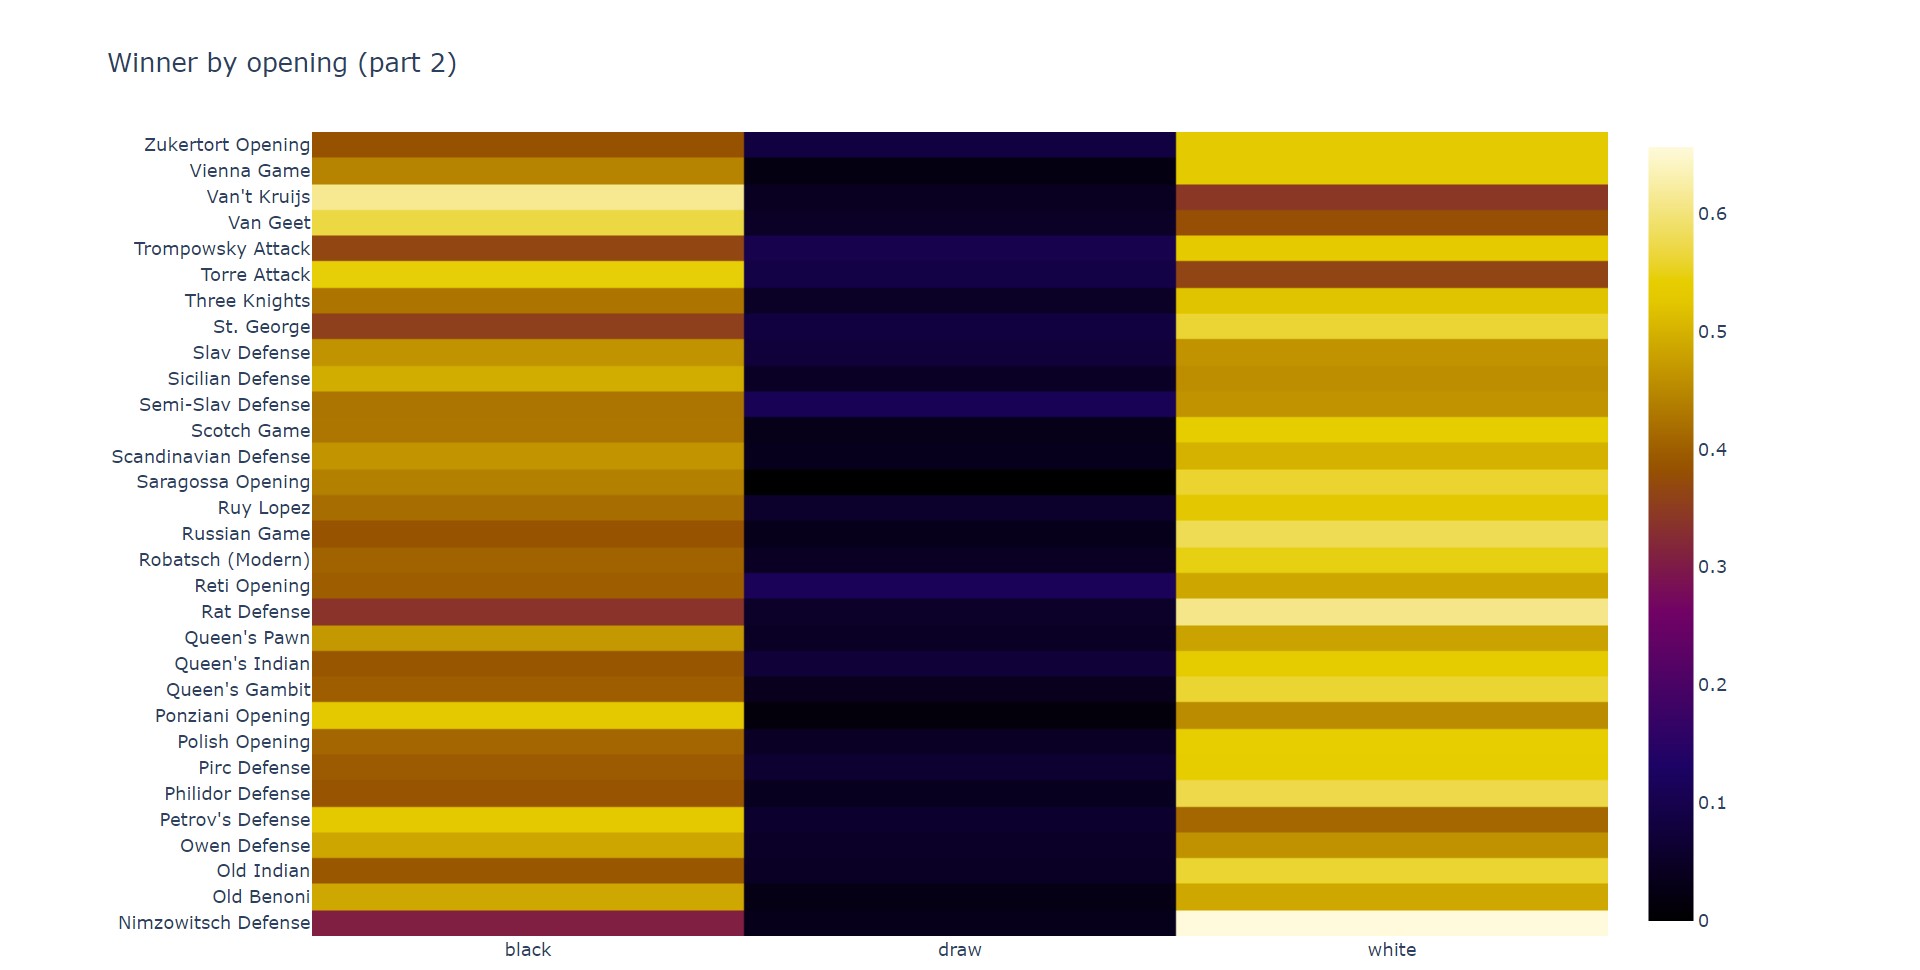 Winner by opening (part 2)
Zukertort Opening
Vienna Game
Van't Kruijs
Van Geet
Trompowsky Attack
Torre Attack
Three Knights
St. George
Slav Defense
Sicilian Defense
Semi-Slav Defense
Scotch Game
Scandinavian Defense
Saragossa Opening
Ruy Lopez
Russian Game
Robatsch (Modern)
Reti Opening
Rat Defense
Queen's Pawn
Queen's Indian
Queen's Gambit
Ponziani Opening
Polish Opening
Pirc Defense
Philidor Defense
Petrov's Defense
Owen Defense
Old Indian
Old Benoni
Nimzowitsch Defense
black draw white
0.6
0.5
0.4
0.3
0.2
0.1
0